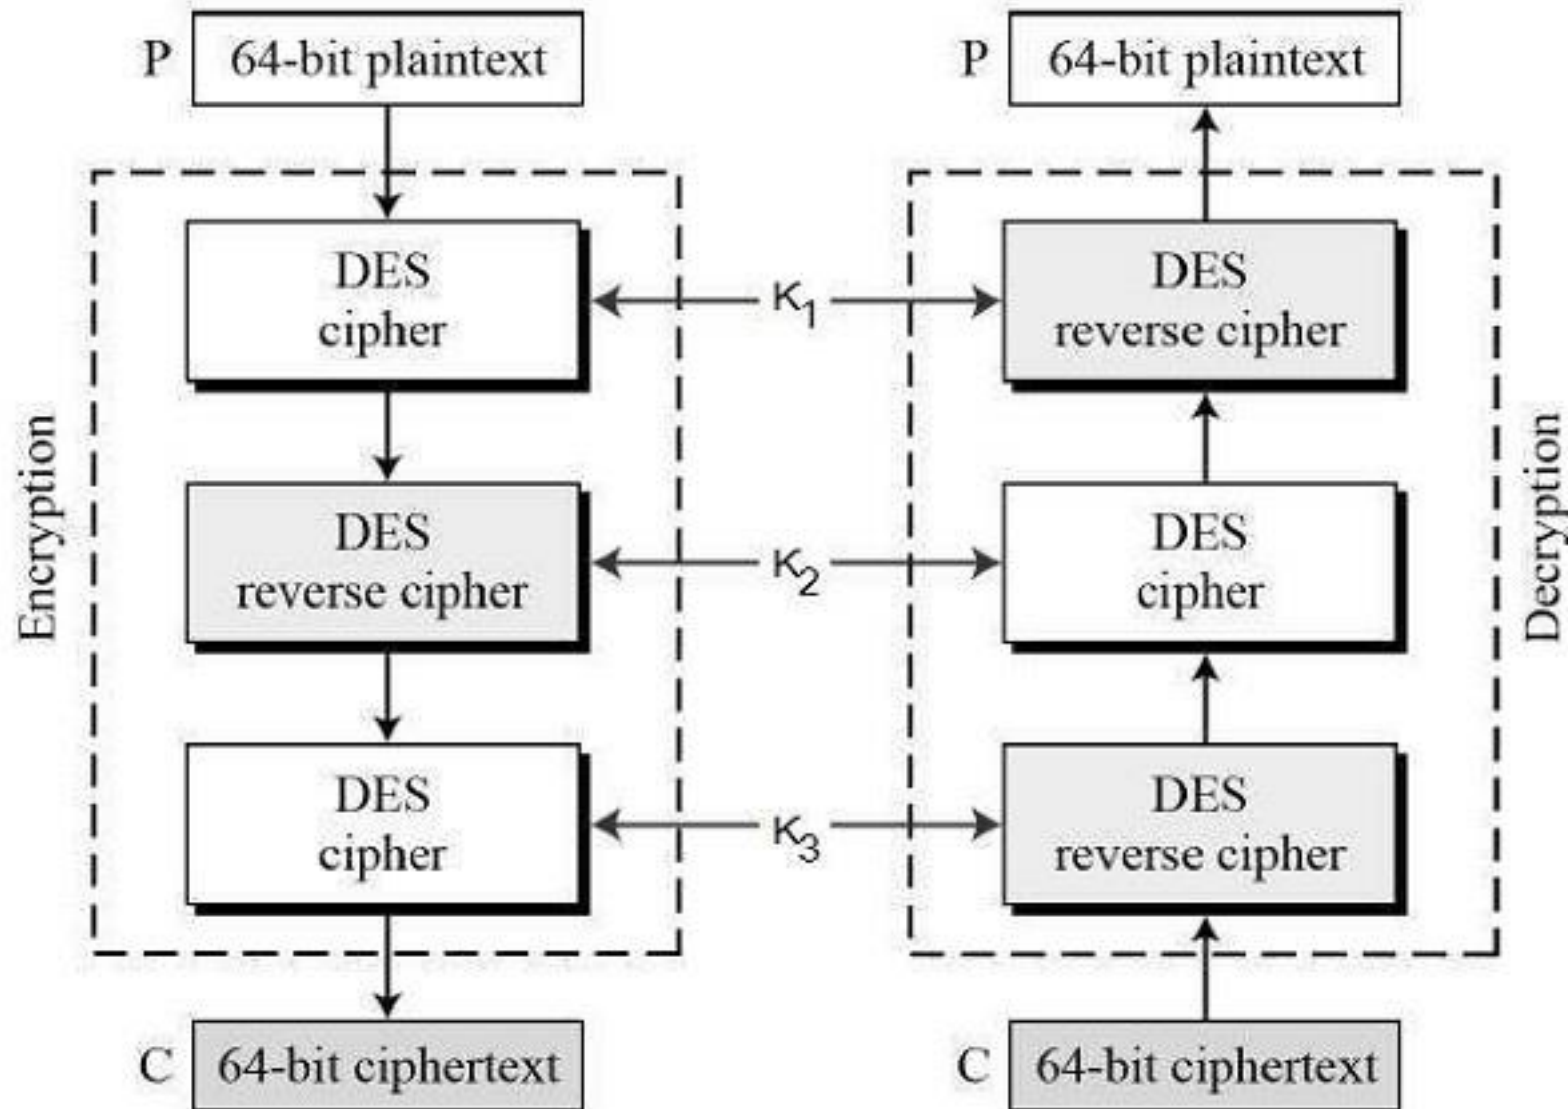 P
64-bit plaintext
P
64-bit plaintext
DES
cipher
K1
DES
reverse cipher
Encryption
DES
reverse cipher
K2
DES
cipher
Decryption
DES
cipher
K3
DES
reverse cipher
C
64-bit ciphertext
C
64-bit ciphertext